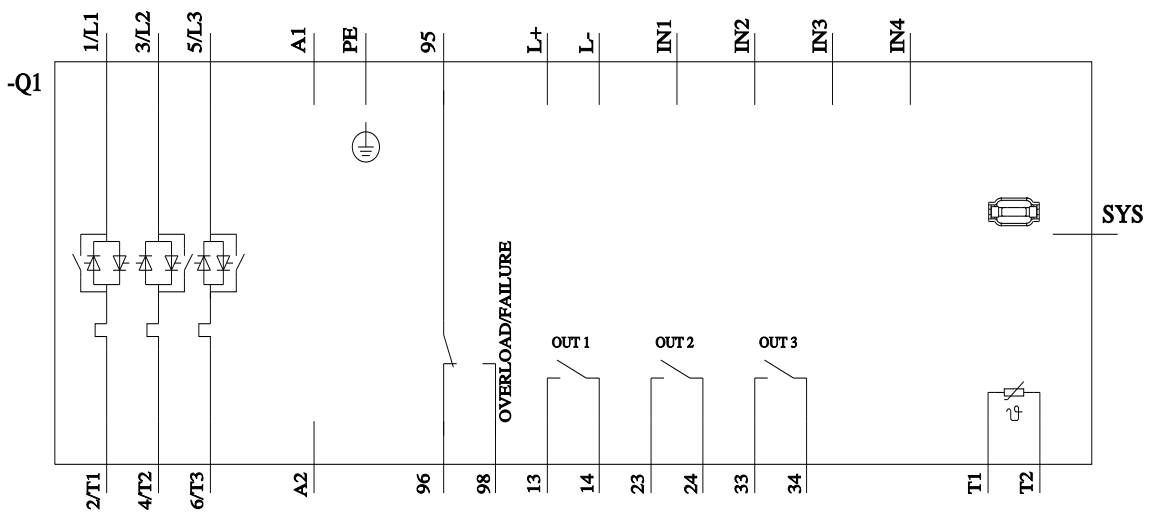 1/L1
3/L2
5/L3
A1
PE
95
L+
L-
IN1
IN2
IN3
IN4
-Q1
SYS
OVERLOAD/FAILURE
OUT 1
OUT 2
OUT 3
ϑ
2/T1
4/T2
6/T3
A2
96
98
13
14
23
24
33
34
T1
T2